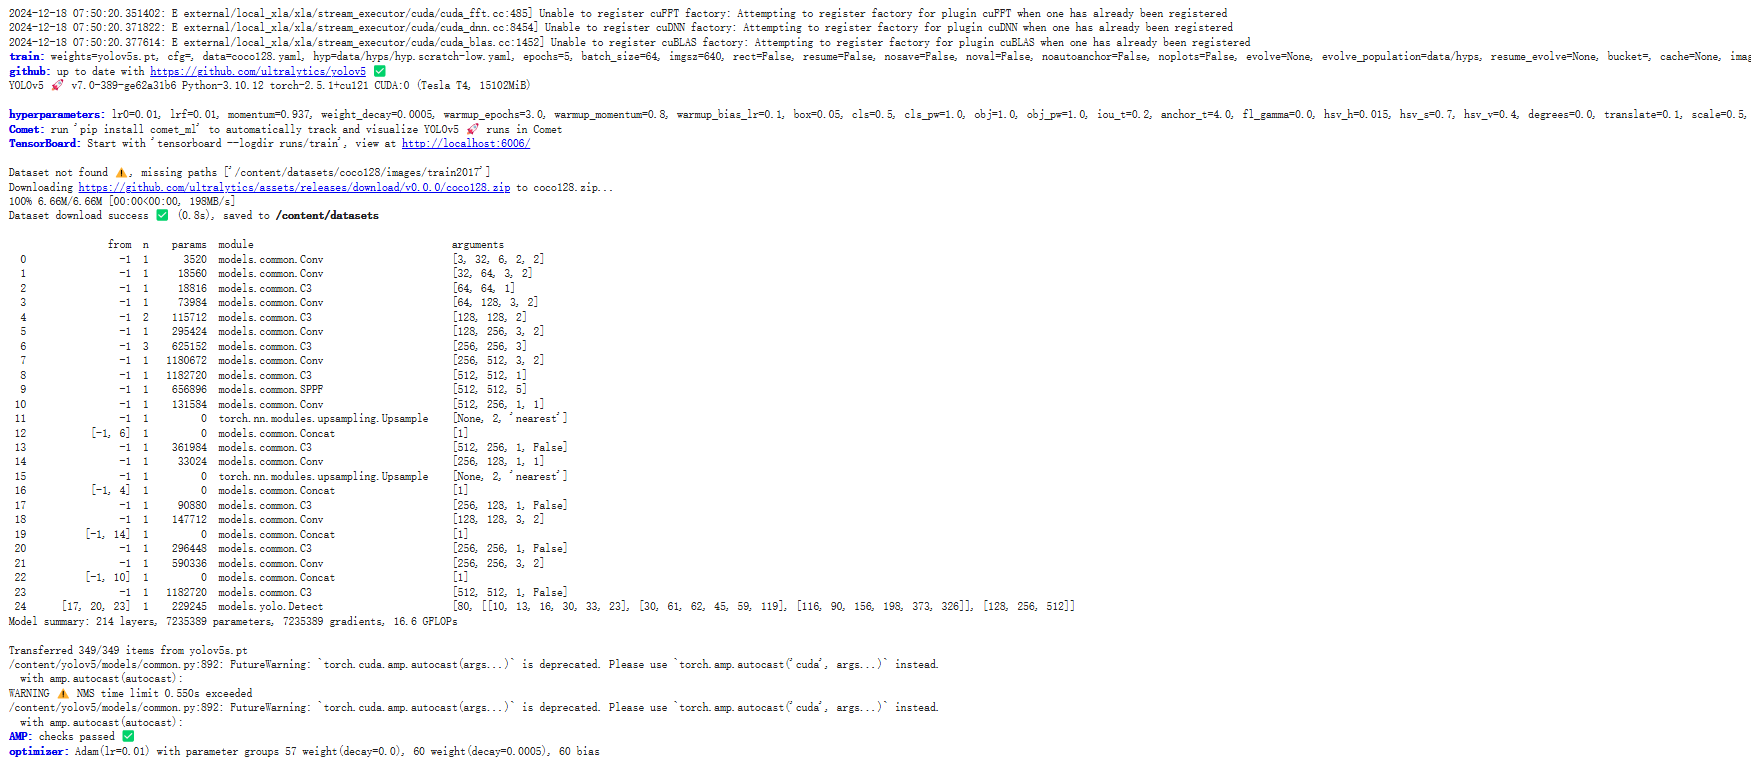 2024-12-18 07:50:20.351402: E external/local_xla/xla/stream_executor/cuda/cuda_fft.cc:485] Unable to register cuFFT factory: Attempting to register factory for plugin cuFFT when one has already been registered
2024-12-18 07:50:20.371822: E external/local_xla/xla/stream_executor/cuda/cuda_dnn.cc:8454] Unable to register cuDNN factory: Attempting to register factory for plugin cuDNN when one has already been registered
2024-12-18 07:50:20.377614: E external/local_xla/xla/stream_executor/cuda/cuda_blas.cc:1452] Unable to register cuBLAS factory: Attempting to register factory for plugin cuBLAS when one has already been registered
train: weights=yolov5s.pt, cfg=, data=coco128.yaml, hyp=data/hyps/hyp.scratch-low.yaml, epochs=5, batch_size=64, imgsz=640, rect=False, resume=False, nosave=False, noval=False, noautoanchor=False, noplots=False, evolve=None, evolve_population=data/hyps, resume_evolve=None, bucket=, cache=None, imag
github: up to date with https://github.com/ultralytics/yolov5 ✅
YOLOv5 🚀 v7.0-389-ge62a31b6 Python-3.10.12 torch-2.5.1+cu121 CUDA:0 (Tesla T4, 15102MiB)
hyperparameters: lr0=0.01, lrf=0.01, momentum=0.937, weight_decay=0.0005, warmup_epochs=3.0, warmup_momentum=0.8, warmup_bias_lr=0.1, box=0.05, cls=0.5, cls_pw=1.0, obj=1.0, obj_pw=1.0, iou_t=0.2, anchor_t=4.0, fl_gamma=0.0, hsv_h=0.015, hsv_s=0.7, hsv_v=0.4, degrees=0.0, translate=0.1, scale=0.5,
Comet: run 'pip install comet_ml' to automatically track and visualize YOLOv5 🚀 runs in Comet
TensorBoard: Start with 'tensorboard --logdir runs/train', view at http://localhost:6006/
Dataset not found ⚠️, missing paths ['/content/datasets/coco128/images/train2017']
Downloading https://github.com/ultralytics/assets/releases/download/v0.0.0/coco128.zip to coco128.zip...
100% 6.66M/6.66M [00:00<00:00, 198MB/s]
Dataset download success ✅ (0.8s), saved to /content/datasets
from n params module arguments
0 -1 1 3520 models.common.Conv [3, 32, 6, 2, 2]
1 -1 1 18560 models.common.Conv [32, 64, 3, 2]
2 -1 1 18816 models.common.C3 [64, 64, 1]
3 -1 1 73984 models.common.Conv [64, 128, 3, 2]
4 -1 2 115712 models.common.C3 [128, 128, 2]
5 -1 1 295424 models.common.Conv [128, 256, 3, 2]
6 -1 3 625152 models.common.C3 [256, 256, 3]
7 -1 1 1180672 models.common.Conv [256, 512, 3, 2]
8 -1 1 1182720 models.common.C3 [512, 512, 1]
9 -1 1 656896 models.common.SPPF [512, 512, 5]
10 -1 1 131584 models.common.Conv [512, 256, 1, 1]
11 -1 1 0 torch.nn.modules.upsampling.Upsample [None, 2, 'nearest']
12 [-1, 6] 1 0 models.common.Concat [1]
13 -1 1 361984 models.common.C3 [512, 256, 1, False]
14 -1 1 33024 models.common.Conv [256, 128, 1, 1]
15 -1 1 0 torch.nn.modules.upsampling.Upsample [None, 2, 'nearest']
16 [-1, 4] 1 0 models.common.Concat [1]
17 -1 1 90880 models.common.C3 [256, 128, 1, False]
18 -1 1 147712 models.common.Conv [128, 128, 3, 2]
19 [-1, 14] 1 0 models.common.Concat [1]
20 -1 1 296448 models.common.C3 [256, 256, 1, False]
21 -1 1 590336 models.common.Conv [256, 256, 3, 2]
22 [-1, 10] 1 0 models.common.Concat [1]
23 -1 1 1182720 models.common.C3 [512, 512, 1, False]
24 [17, 20, 23] 1 229245 models.yolo.Detect [80, [[10, 13, 16, 30, 33, 23], [30, 61, 62, 45, 59, 119], [116, 90, 156, 198, 373, 326]], [128, 256, 512]]
Model summary: 214 layers, 7235389 parameters, 7235389 gradients, 16.6 GFLOPs
Transferred 349/349 items from yolov5s.pt
/content/yolov5/models/common.py:892: FutureWarning: `torch.cuda.amp.autocast(args...)` is deprecated. Please use `torch.amp.autocast('cuda', args...)` instead.
with amp.autocast(autocast):
WARNING ⚠️ NMS time limit 0.550s exceeded
/content/yolov5/models/common.py:892: FutureWarning: `torch.cuda.amp.autocast(args...)` is deprecated. Please use `torch.amp.autocast('cuda', args...)` instead.
with amp.autocast(autocast):
AMP: checks passed ✅
optimizer: Adam(lr=0.01) with parameter groups 57 weight(decay=0.0), 60 weight(decay=0.0005), 60 bias